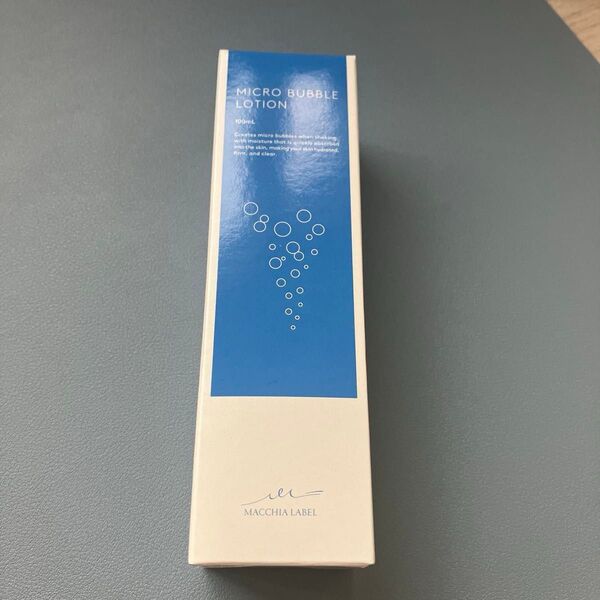 MICRO BUBBLE
LOTION
100mL
Creates micro bubbles when shaking,
with moisture that is quickly absorbed
into the skin, making your skin hydrated,
firm, and clear.
MACCHIA LABEL